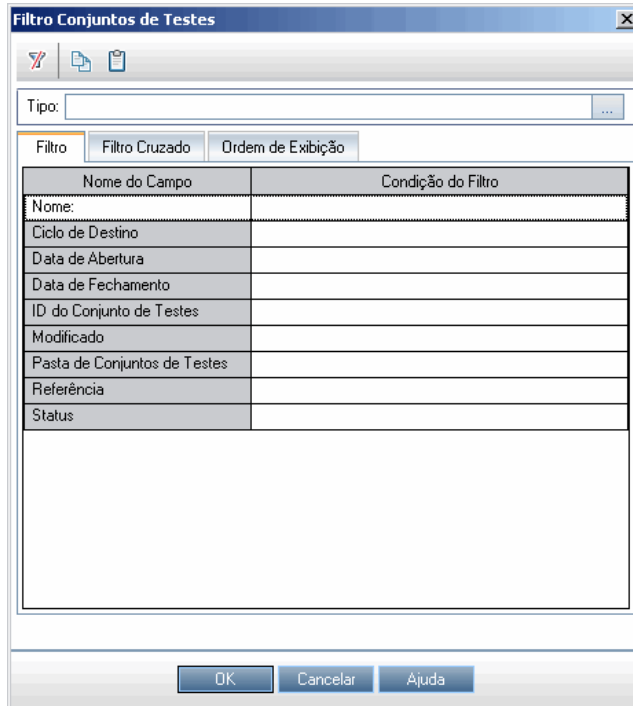 Filtro Conjuntos de Testes
Tipo:
...
Filtro Filtro Cruzado Ordem de Exibição
Nome do Campo Condição do Filtro
Nome:
Ciclo de Destino
Data de Abertura
Data de Fechamento
ID do Conjunto de Testes
Modificado
Pasta de Conjuntos de Testes
Referência
Status
OK Cancelar Ajuda